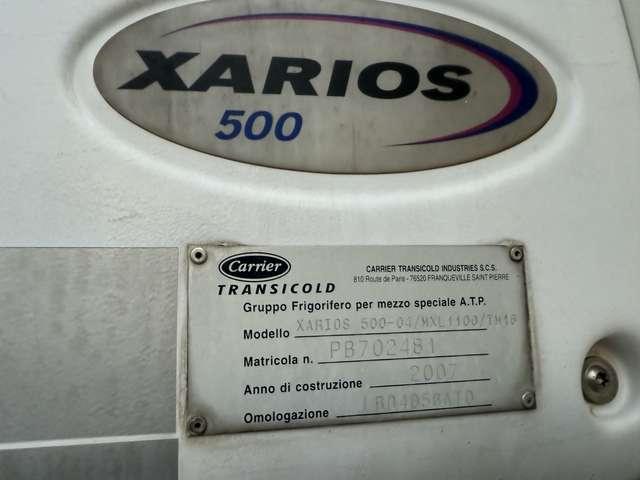 XARIOS
500
Carrier
TRANSICOLD
CARRIER TRANSICOLD INDUSTRIES S.C.S.
810 Route de Paris - 76520 FRANQUEVILLE SAINT PIERRE
Gruppo Frigorifero per mezzo speciale A.T.P.
Modello XARIOS 500-04/MXL1100/TM16
Matricola n. PB702481
Anno di costruzione 2007
Omologazione